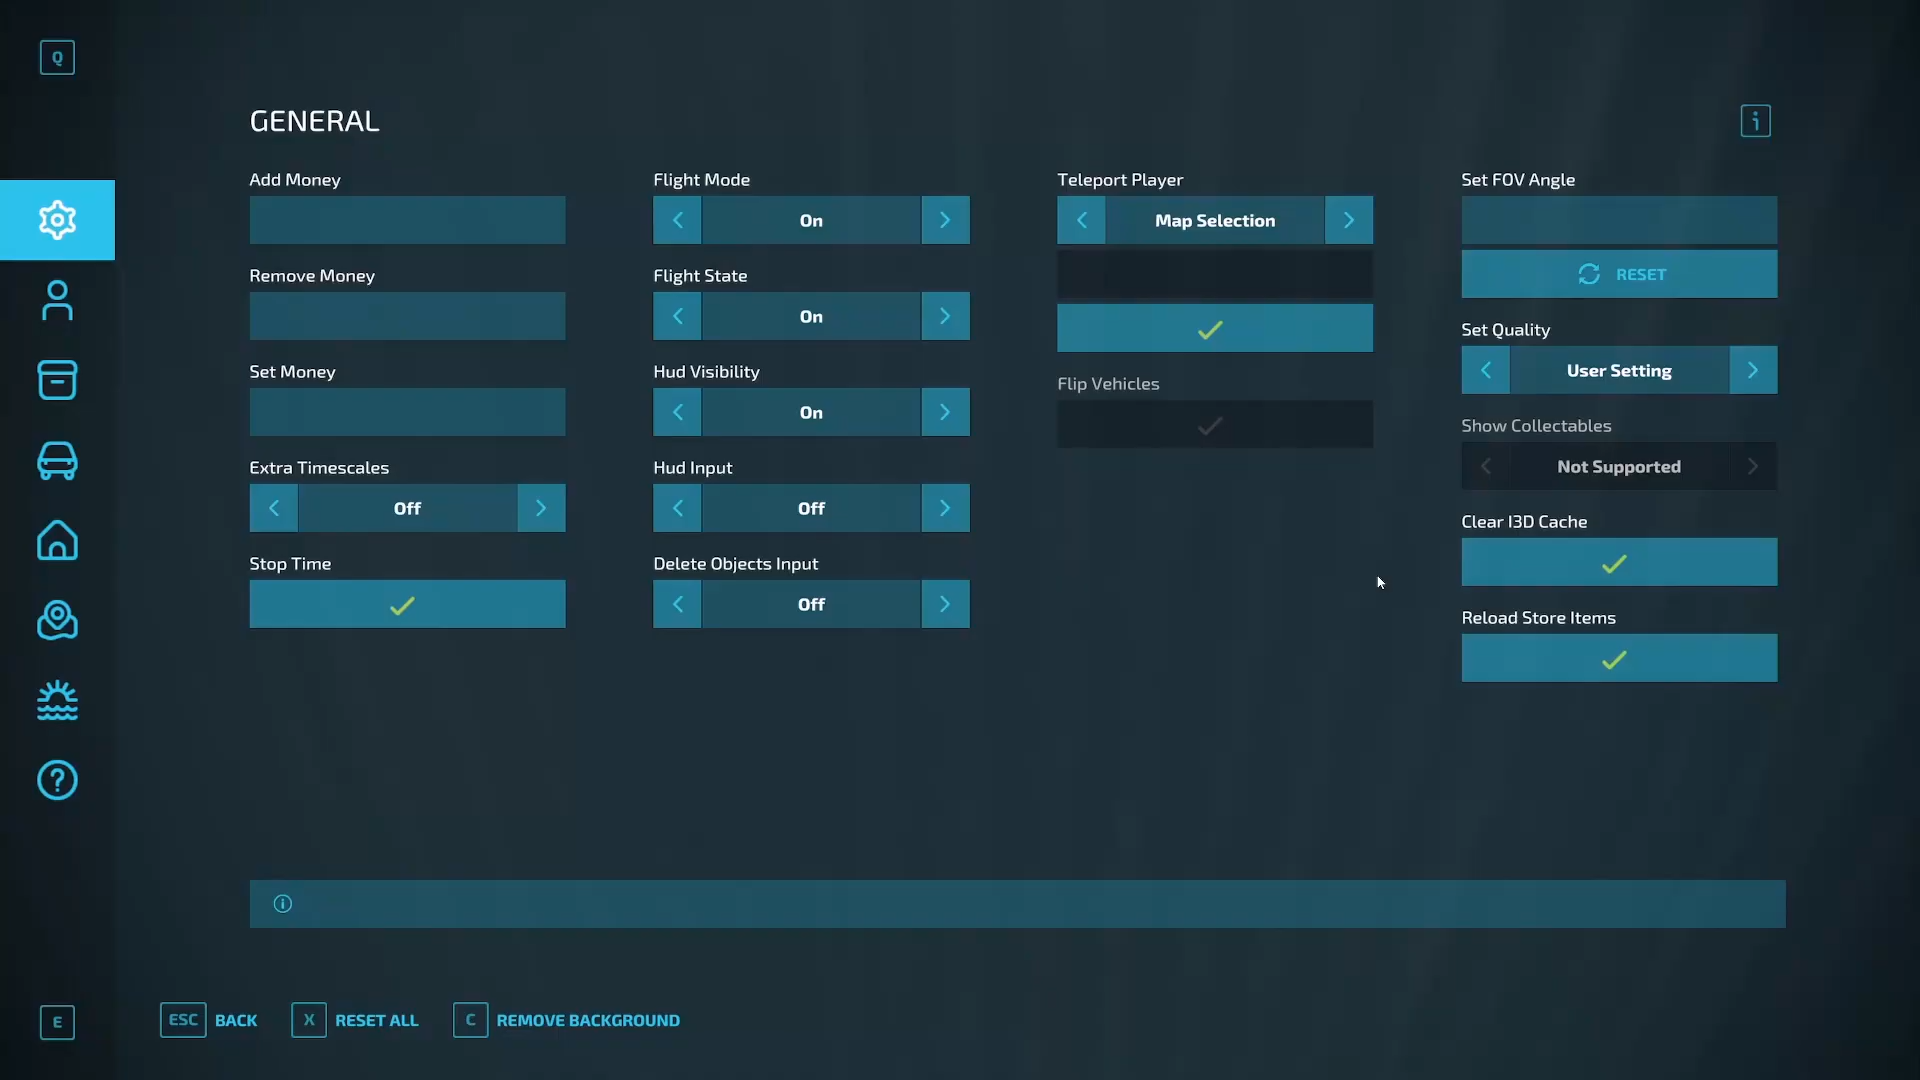 Q
GENERAL
i
Add Money
Flight Mode
On
Teleport Player
Map Selection
Set FOV Angle
RESET
Remove Money
Flight State
On
Set Quality
User Setting
Set Money
Hud Visibility
On
Flip Vehicles
Show Collectables
Not Supported
Extra Timescales
Off
Hud Input
Off
Clear I3D Cache
Stop Time
Delete Objects Input
Off
Reload Store Items
E
ESC BACK
X RESET ALL
C REMOVE BACKGROUND